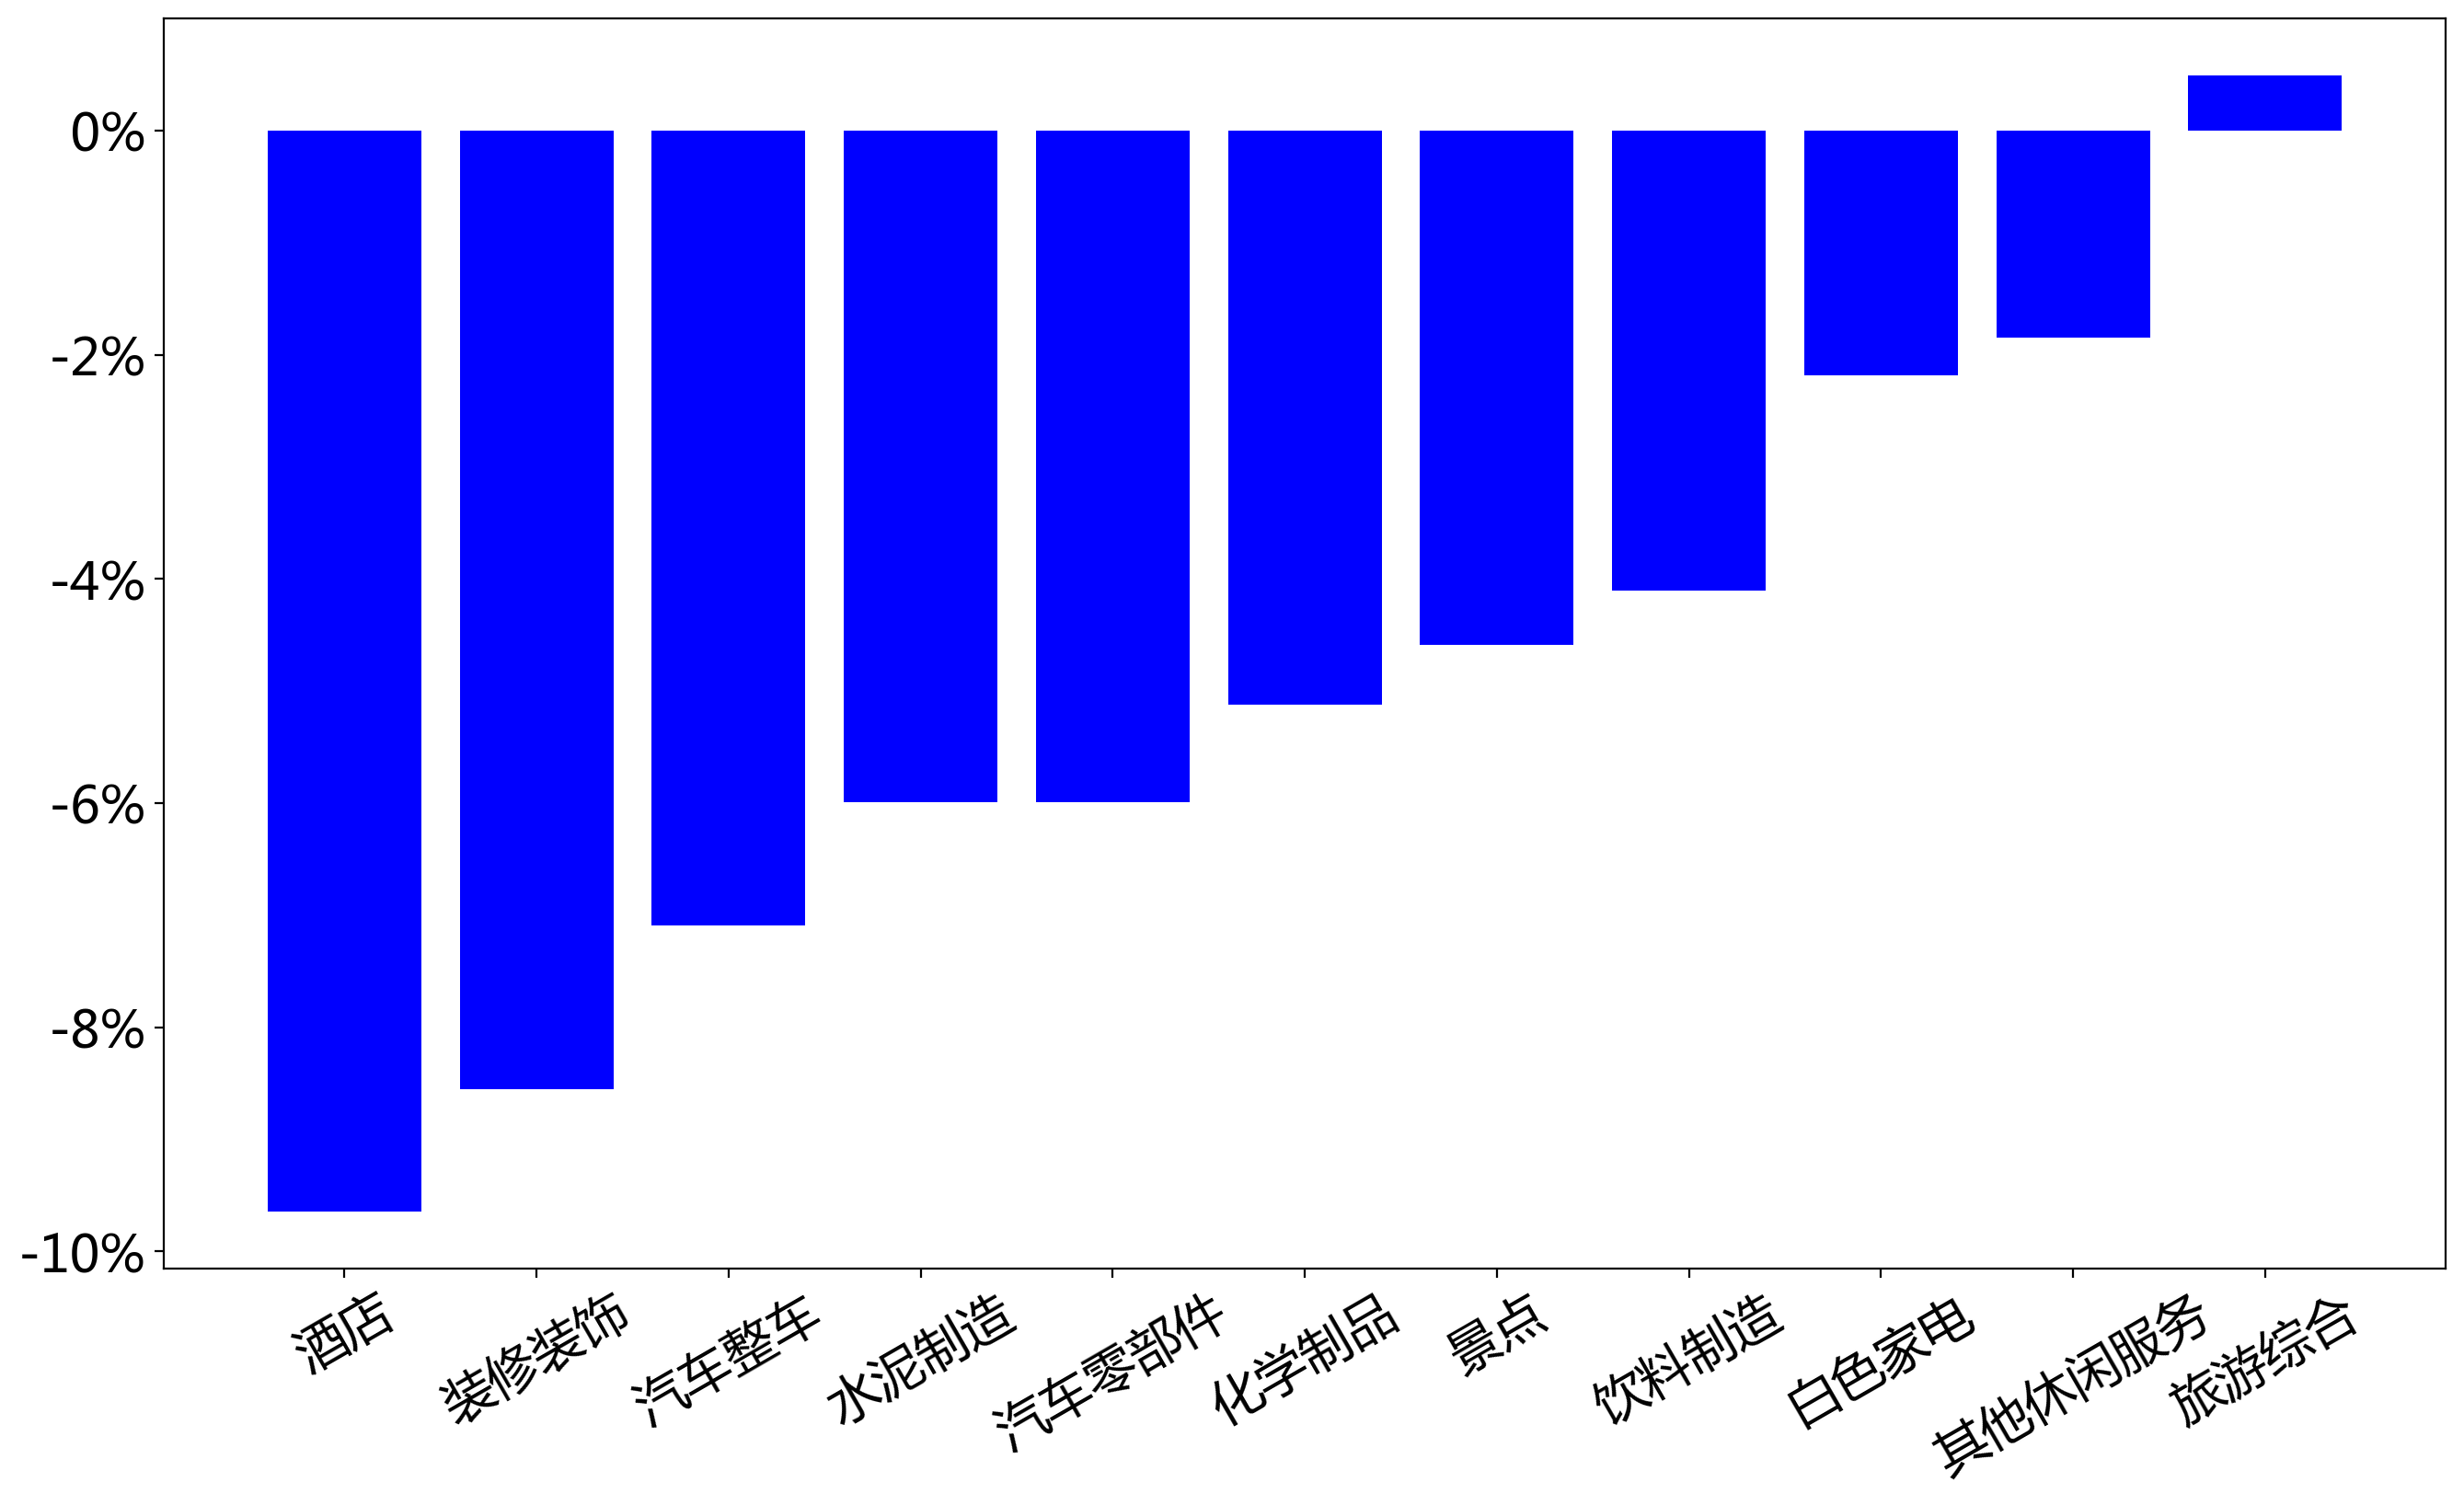 0%
-2%
-4%
-6%
-8%
-10%
酒店
装修装饰
汽车整车
水泥制造
汽车零部件
化学制品
景点
饮料制造
白色家电
其他休闲服务
旅游综合